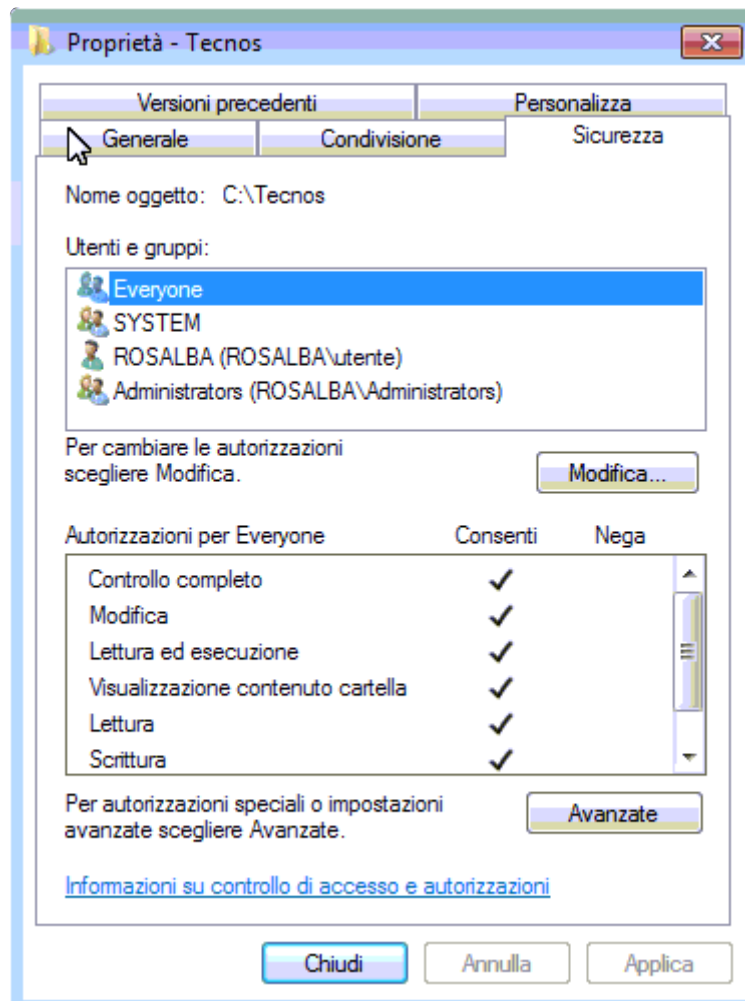 Proprietà - Tecnos
Versioni precedenti Personalizza
Generale Condivisione Sicurezza
Nome oggetto: C:\Tecnos
Utenti e gruppi:
Everyone
SYSTEM
ROSALBA (ROSALBA\utente)
Administrators (ROSALBA\Administrators)
Per cambiare le autorizzazioni
scegliere Modifica.
Modifica...
Autorizzazioni per Everyone Consenti Nega
Controllo completo
Modifica
Lettura ed esecuzione
Visualizzazione contenuto cartella
Lettura
Scrittura
Per autorizzazioni speciali o impostazioni
avanzate scegliere Avanzate.
Avanzate
Informazioni su controllo di accesso e autorizzazioni
Chiudi Annulla Applica